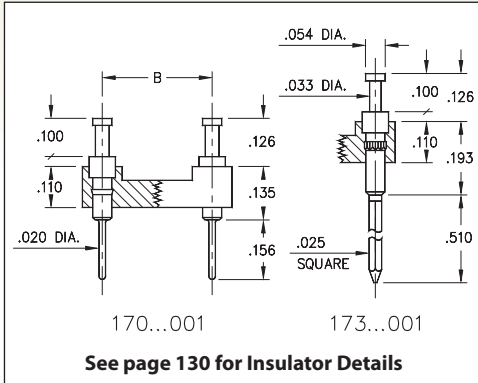 .054 DIA.
B
.033 DIA.
.100
.126
.100
.126
.110
.193
.110
.135
.020 DIA.
.156
.025
SQUARE
.510
170...001
173...001
See page 130 for Insulator Details